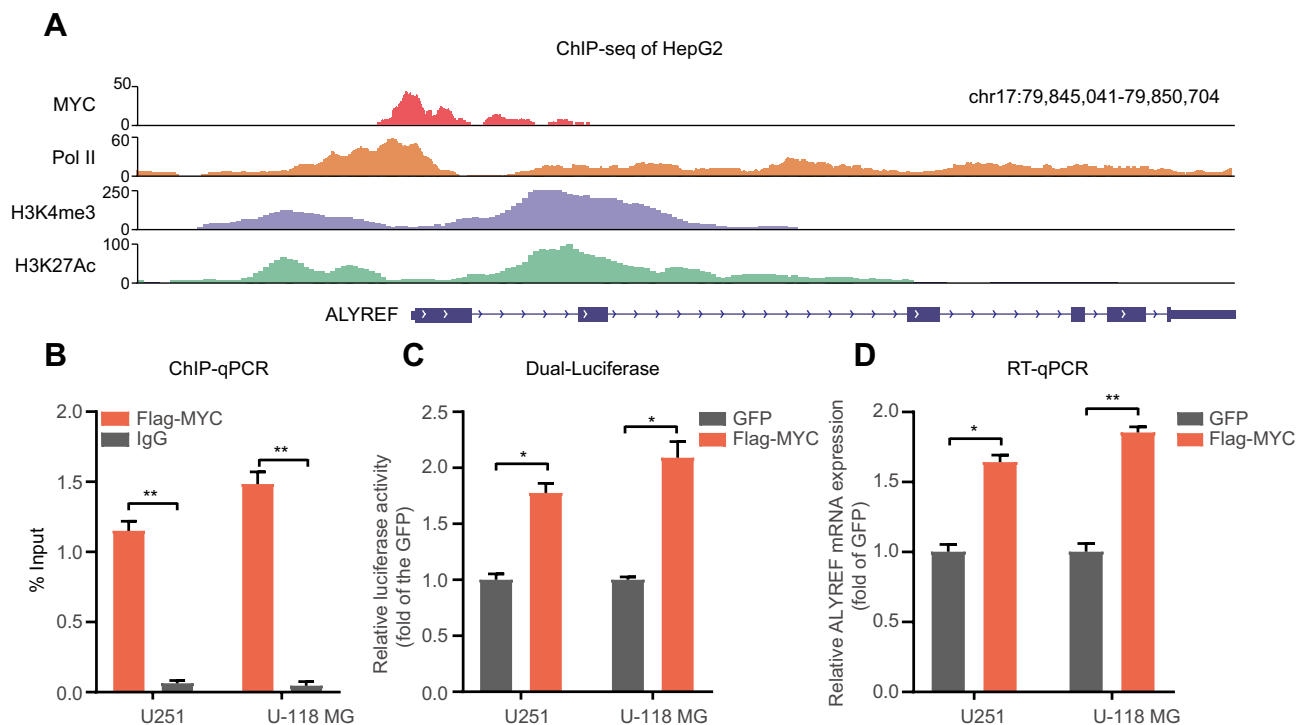 A
ChIP-seq of HepG2
chr17:79,845,041-79,850,704
MYC
50
0
Pol II
60
0
H3K4me3
250
0
H3K27Ac
100
0
ALYREF
B
ChIP-qPCR
Flag-MYC
IgG
% Input
2.0
1.5
1.0
0.5
0.0
**
**
U251
U-118 MG
C
Dual-Luciferase
GFP
Flag-MYC
Relative luciferase activity
(fold of the GFP)
2.5
2.0
1.5
1.0
0.5
0.0
*
*
U251
U-118 MG
D
RT-qPCR
GFP
Flag-MYC
Relative ALYREF mRNA expression
(fold of GFP)
2.0
1.5
1.0
0.5
0.0
*
**
U251
U-118 MG